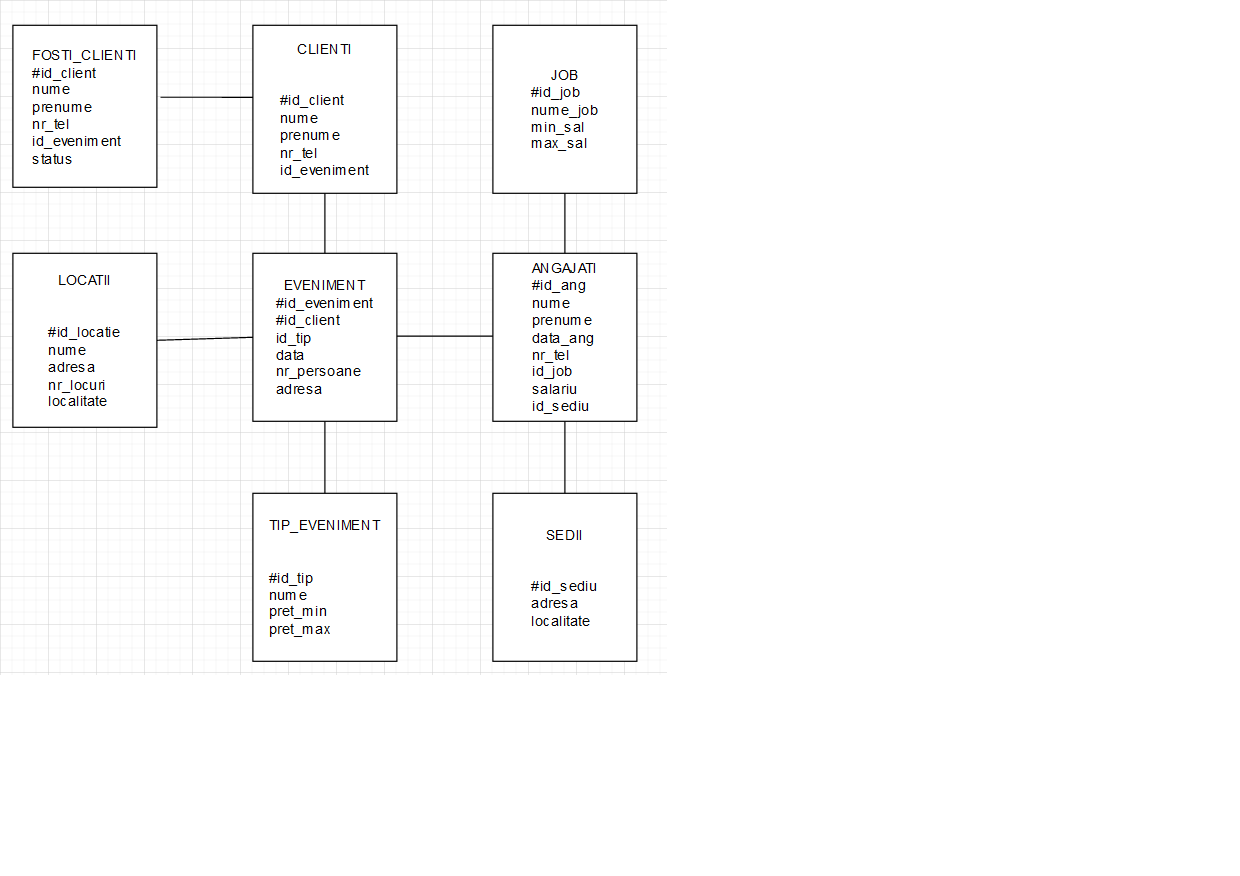 FOSTI_CLIENTI
#id_client
nume
prenume
nr_tel
id_eveniment
status
CLIENTI
#id_client
nume
prenume
nr_tel
id_eveniment
JOB
#id_job
nume_job
min_sal
max_sal
LOCATII
#id_locatie
nume
adresa
nr_locuri
localitate
EVENIMENT
#id_eveniment
#id_client
id_tip
data
nr_persoane
adresa
ANGAJATI
#id_ang
nume
prenume
data_ang
nr_tel
id_job
salariu
id_sediu
TIP_EVENIMENT
#id_tip
nume
pret_min
pret_max
SEDII
#id_sediu
adresa
localitate